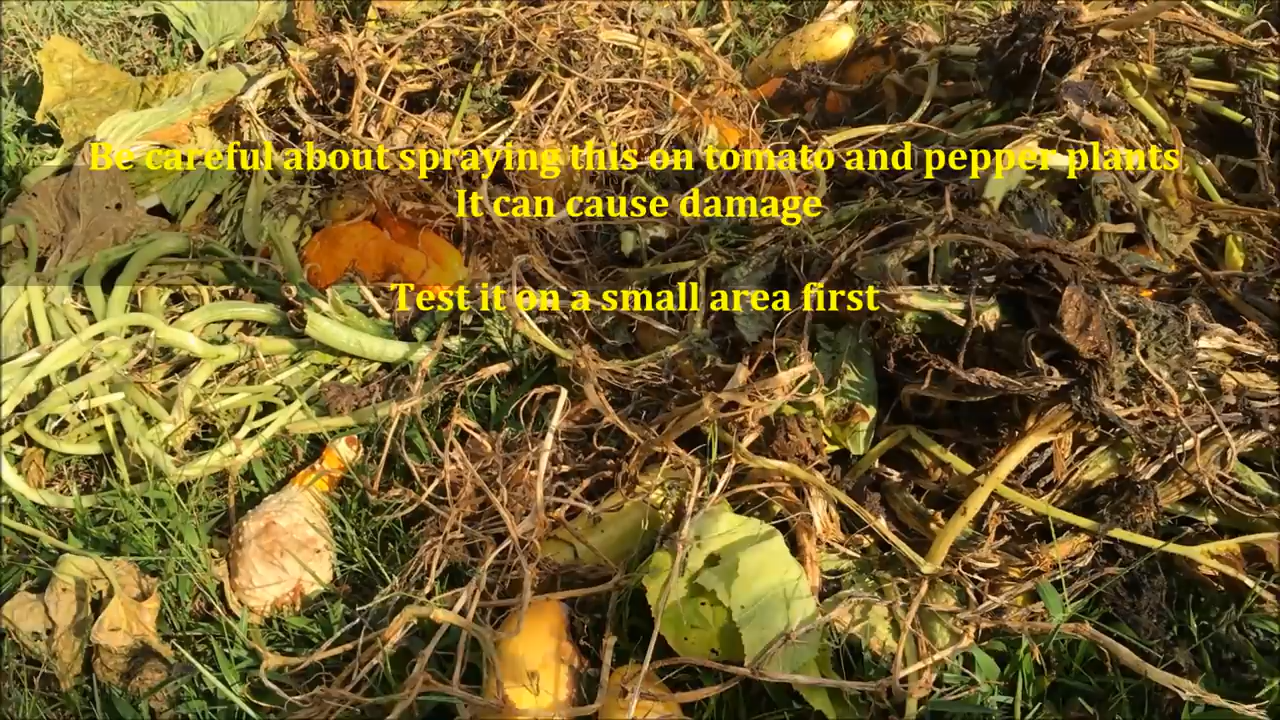 Be careful about spraying this on tomato and pepper plants
It can cause damage
Test it on a small area first